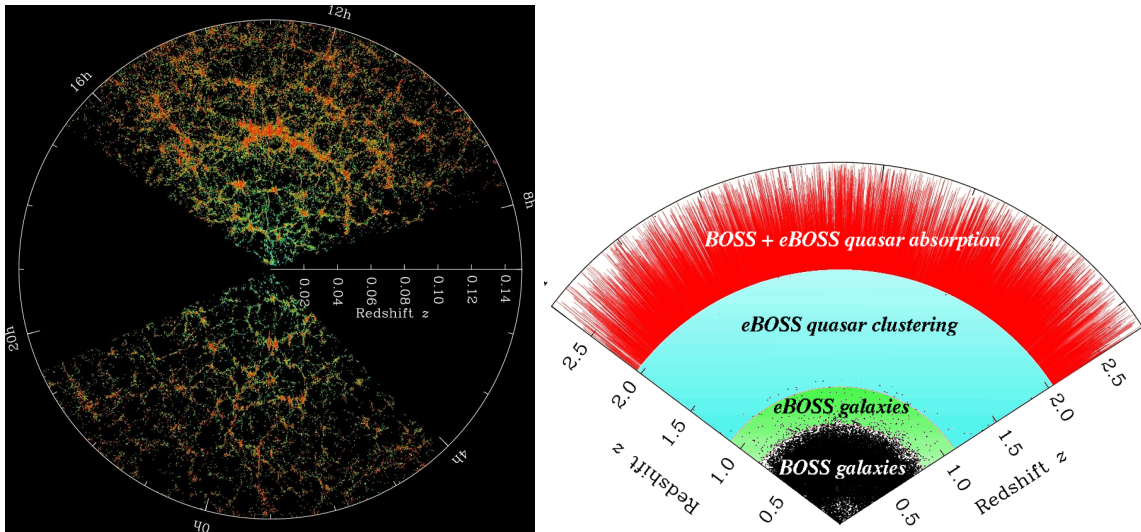 12h
16h
8h
0.02
0.04
0.06
0.08
0.10
0.12
0.14
Redshift z
20h
4h
0h
BOSS + eBOSS quasar absorption
eBOSS quasar clustering
eBOSS galaxies
BOSS galaxies
2.5
2.0
1.5
1.0
0.5
Redshift z
0.5
1.0
1.5
2.0
2.5
Redshift z